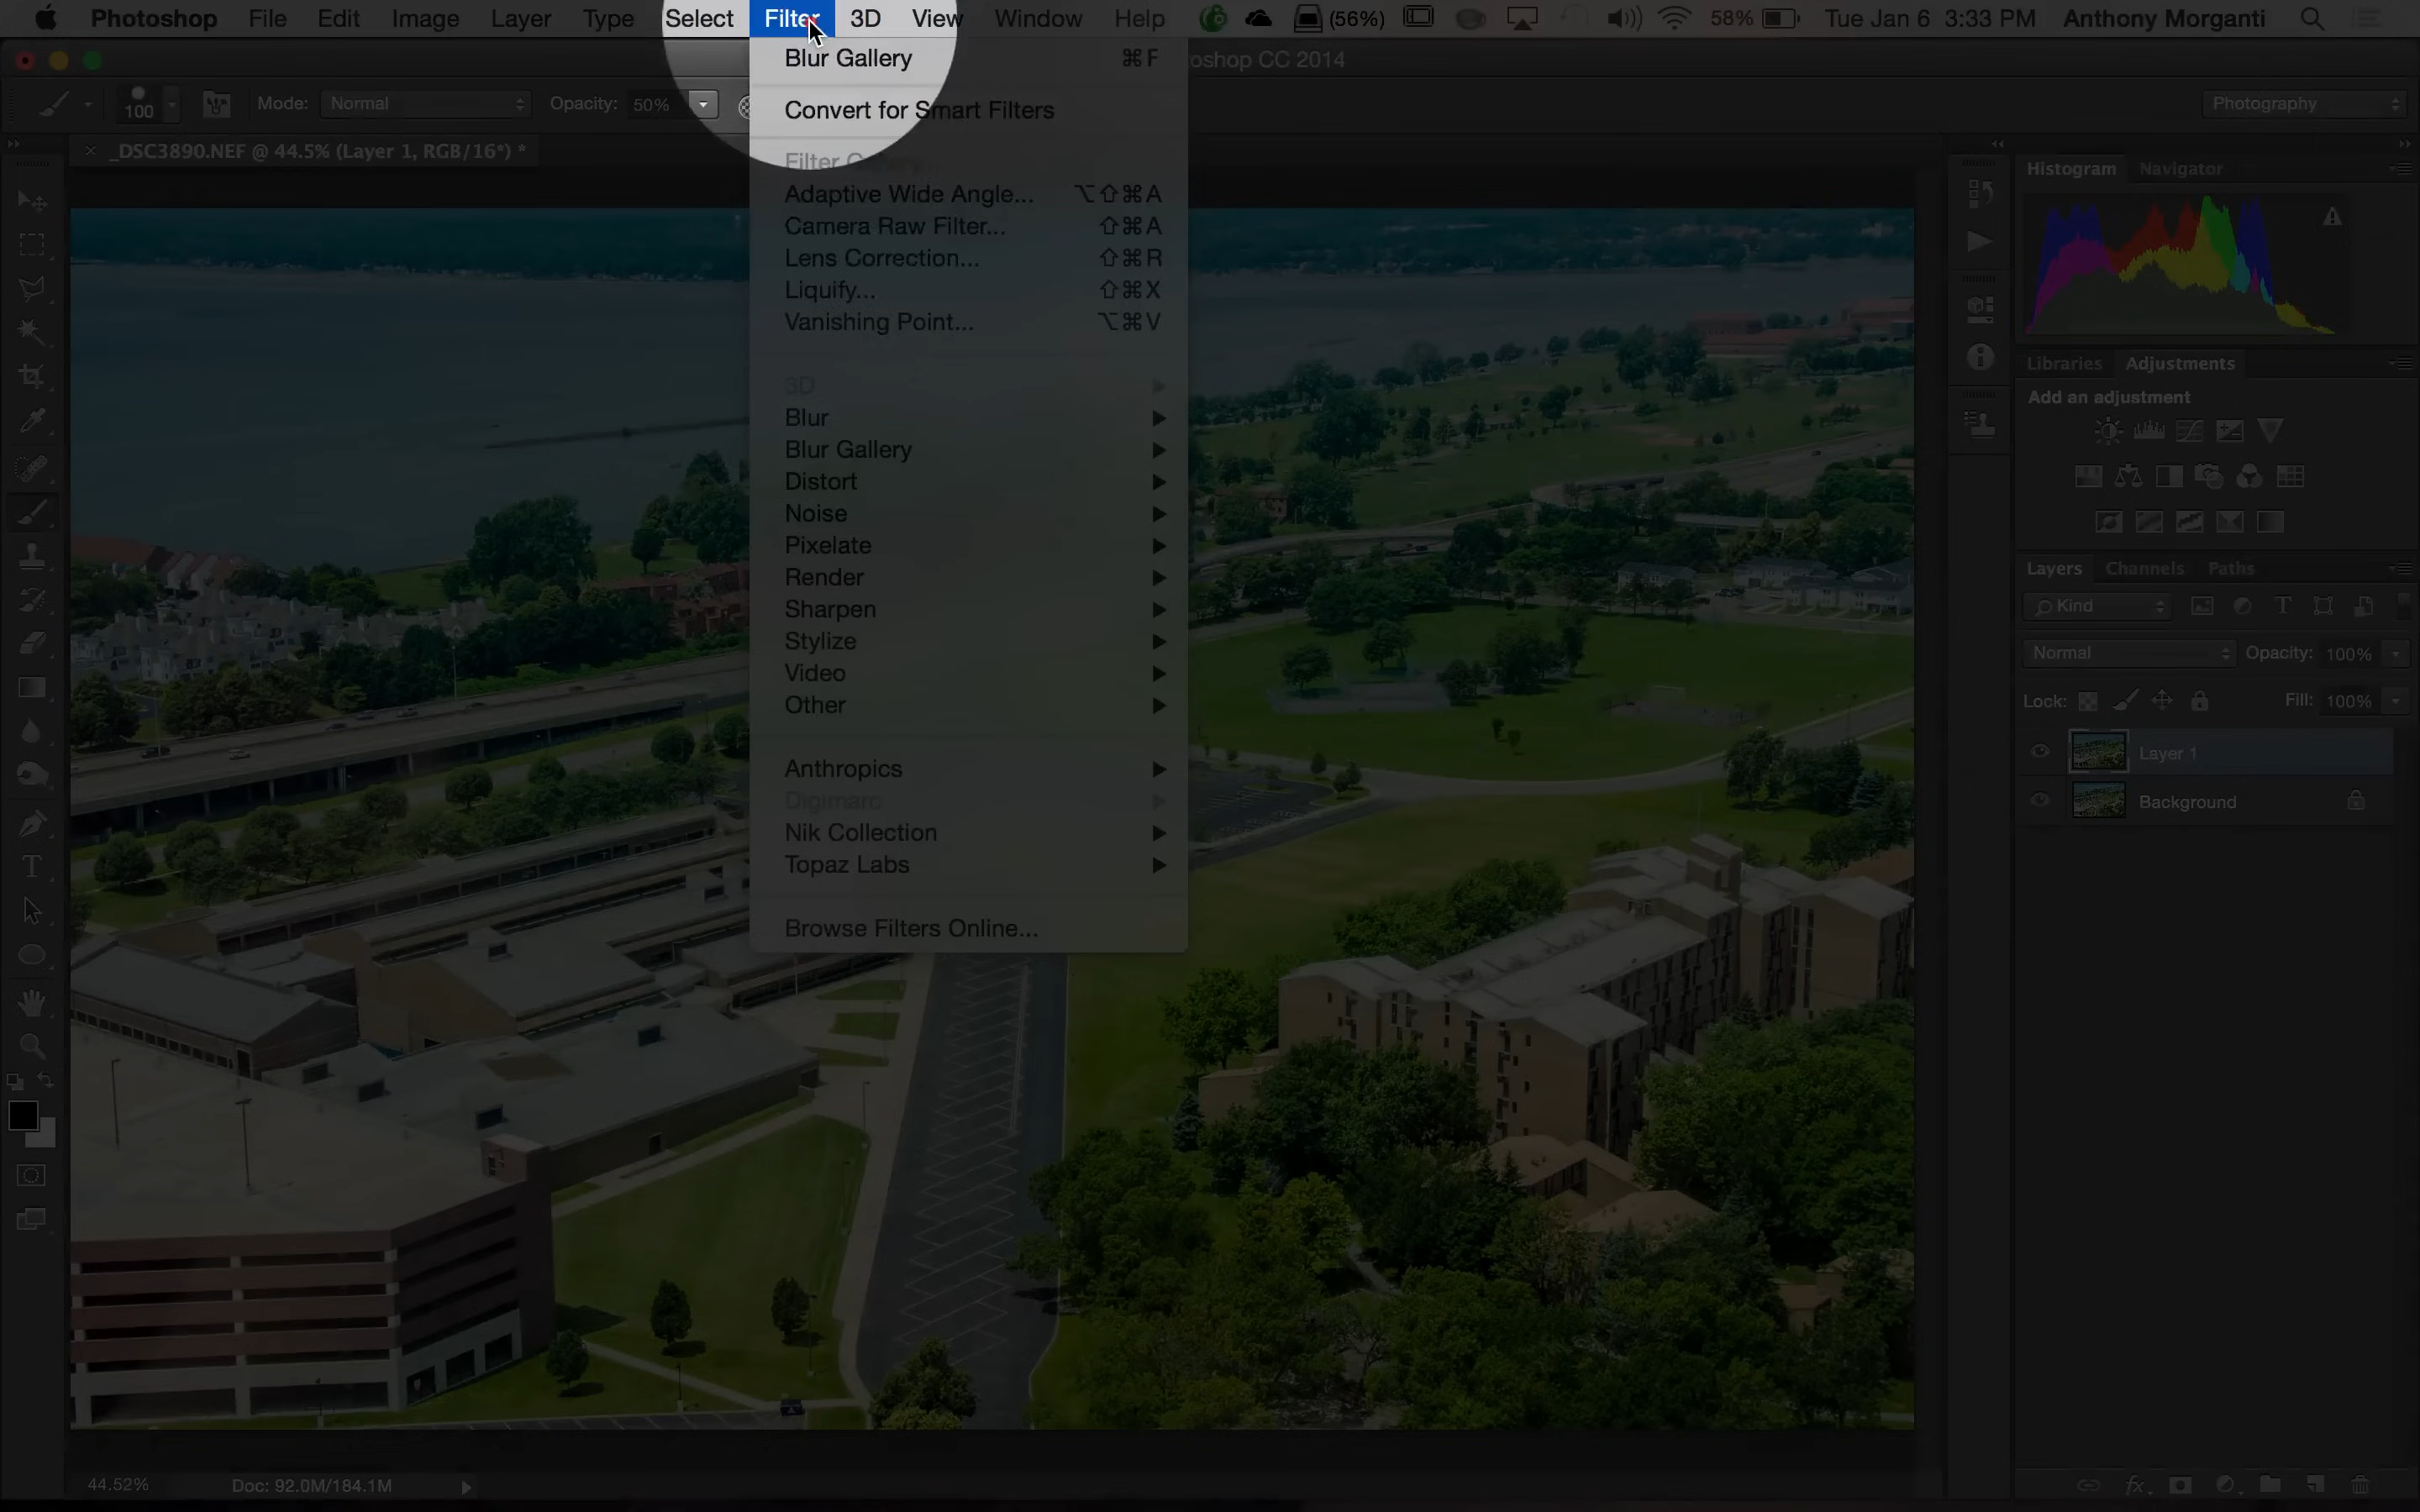 Photoshop File Edit Image Layer Type Select Filter 3D View Window Help (56%) 58% Tue Jan 6 3:33 PM Anthony Morganti
Blur Gallery ⌘F
oshop CC 2014
100 Mode: Normal Opacity: 50%
Convert for Smart Filters
Photography
× _DSC3890.NEF @ 44.5% (Layer 1, RGB/16*) *
Filter G
Adaptive Wide Angle... ⌥⇧⌘A
Camera Raw Filter... ⇧⌘A
Lens Correction... ⇧⌘R
Liquify... ⇧⌘X
Vanishing Point... ⌥⌘V
3D
Blur
Blur Gallery
Distort
Noise
Pixelate
Render
Sharpen
Stylize
Video
Other
Anthropics
Digimarc
Nik Collection
Topaz Labs
Browse Filters Online...
Histogram Navigator
Libraries Adjustments
Add an adjustment
Layers Channels Paths
Kind
Normal Opacity: 100%
Lock: Fill: 100%
Layer 1
Background
44.52% Doc: 92.0M/184.1M